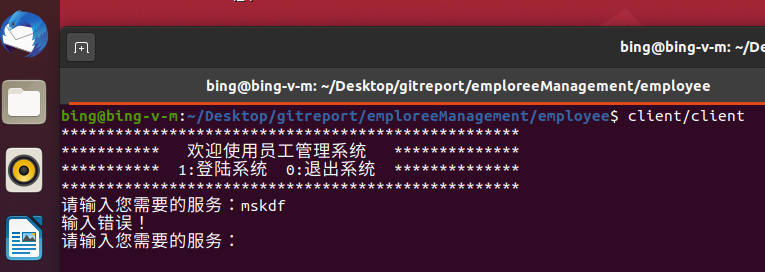 bing@bing-v-m: ~/De
bing@bing-v-m: ~/Desktop/gitreport/emploreeManagement/employee
bing@bing-v-m:~/Desktop/gitreport/emploreeManagement/employee$ client/client
***************************************************
***********   欢迎使用员工管理系统   **************
***********  1:登陆系统  0:退出系统  **************
***************************************************
请输入您需要的服务：mskdf
输入错误！
请输入您需要的服务：